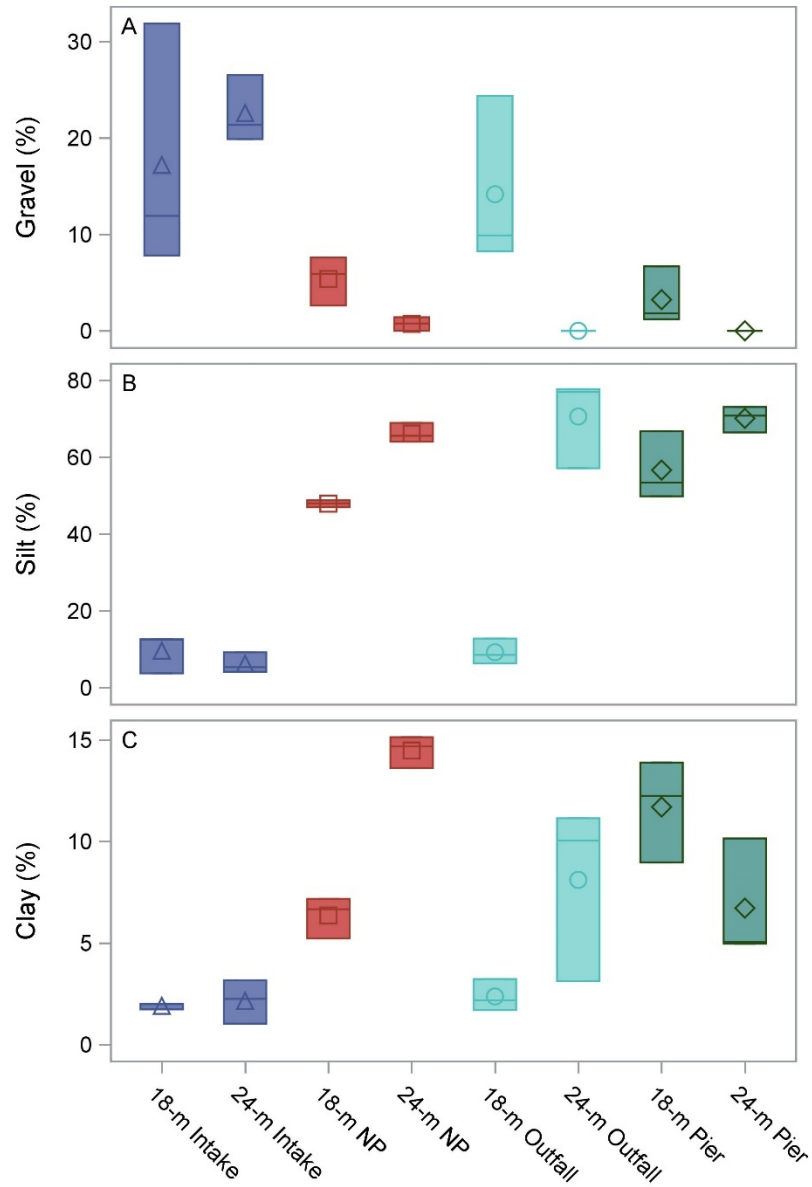 A
Gravel (%)
30
20
10
0
B
Silt (%)
80
60
40
20
0
C
Clay (%)
15
10
5
0
18-m Intake
24-m Intake
18-m NP
24-m NP
18-m Outfall
24-m Outfall
18-m Pier
24-m Pier